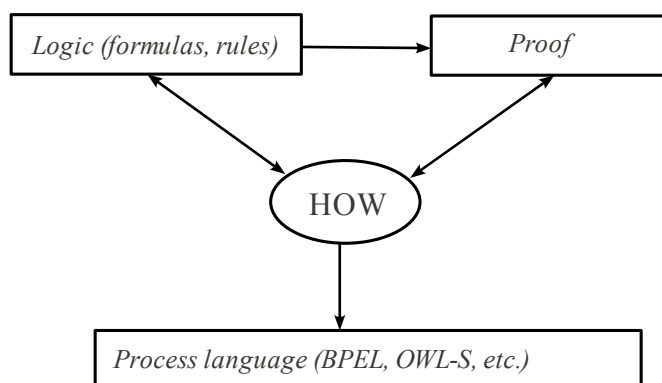 Logic (formulas, rules)
Proof
HOW
Process language (BPEL, OWL-S, etc.)